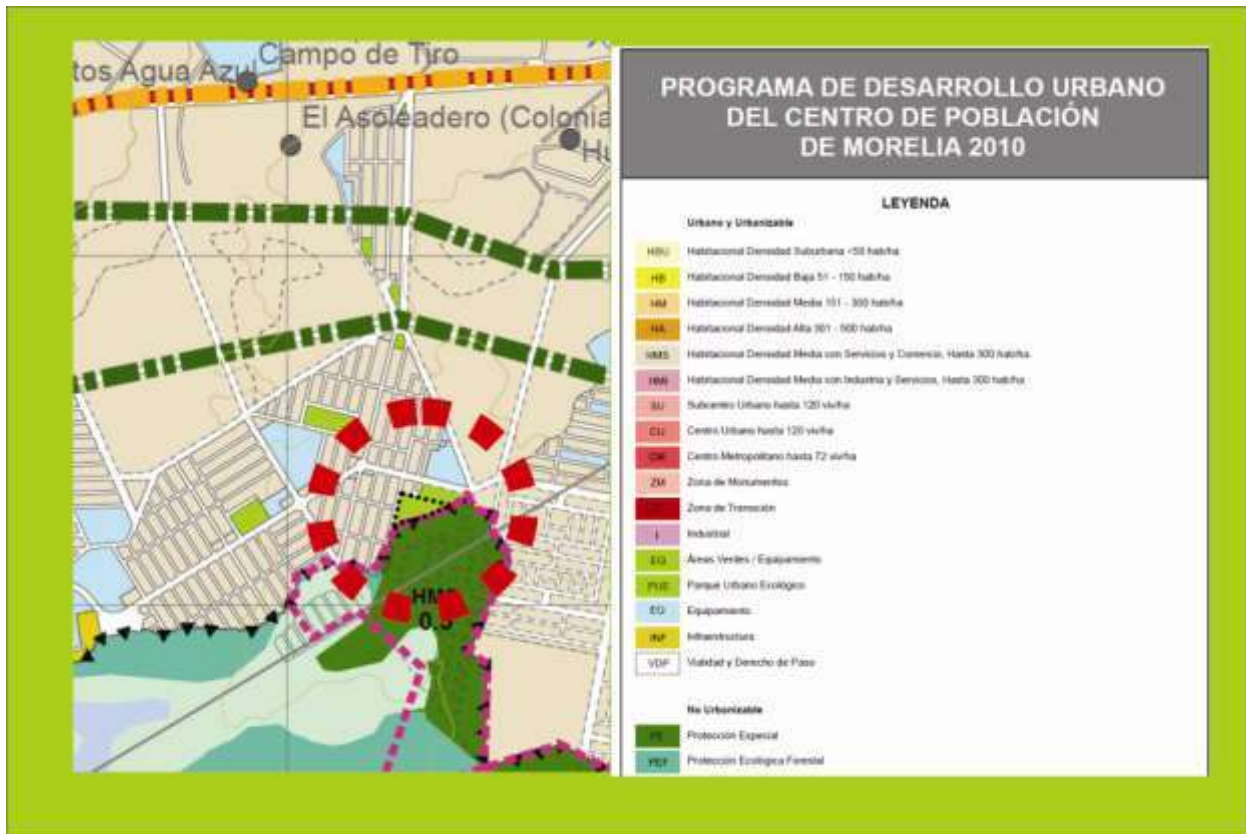 Campo de Tiro
tos Agua Azul
El Asoleadero (Colonia
Hu
HMS
0.6
PROGRAMA DE DESARROLLO URBANO
DEL CENTRO DE POBLACIÓN
DE MORELIA 2010
LEYENDA
Urbano y Urbanizable
HSU Habitacional Densidad Suburbana <50 hab/ha
HB Habitacional Densidad Baja 51 - 150 hab/ha
HM Habitacional Densidad Media 151 - 300 hab/ha
HA Habitacional Densidad Alta 301 - 500 hab/ha
HMS Habitacional Densidad Media con Servicios y Comercio, Hasta 300 hab/ha
HMI Habitacional Densidad Media con Industria y Servicios, Hasta 300 hab/ha
SU Subcentro Urbano hasta 120 viv/ha
CU Centro Urbano hasta 120 viv/ha
CM Centro Metropolitano hasta 72 viv/ha
ZM Zona de Monumentos
Zona de Transición
I Industrial
Áreas Verdes / Equipamiento
PUE Parque Urbano Ecológico
EQ Equipamiento
INF Infraestructura
VDP Vialidad y Derecho de Paso
No Urbanizable
PE Protección Especial
PEF Protección Ecológica Forestal